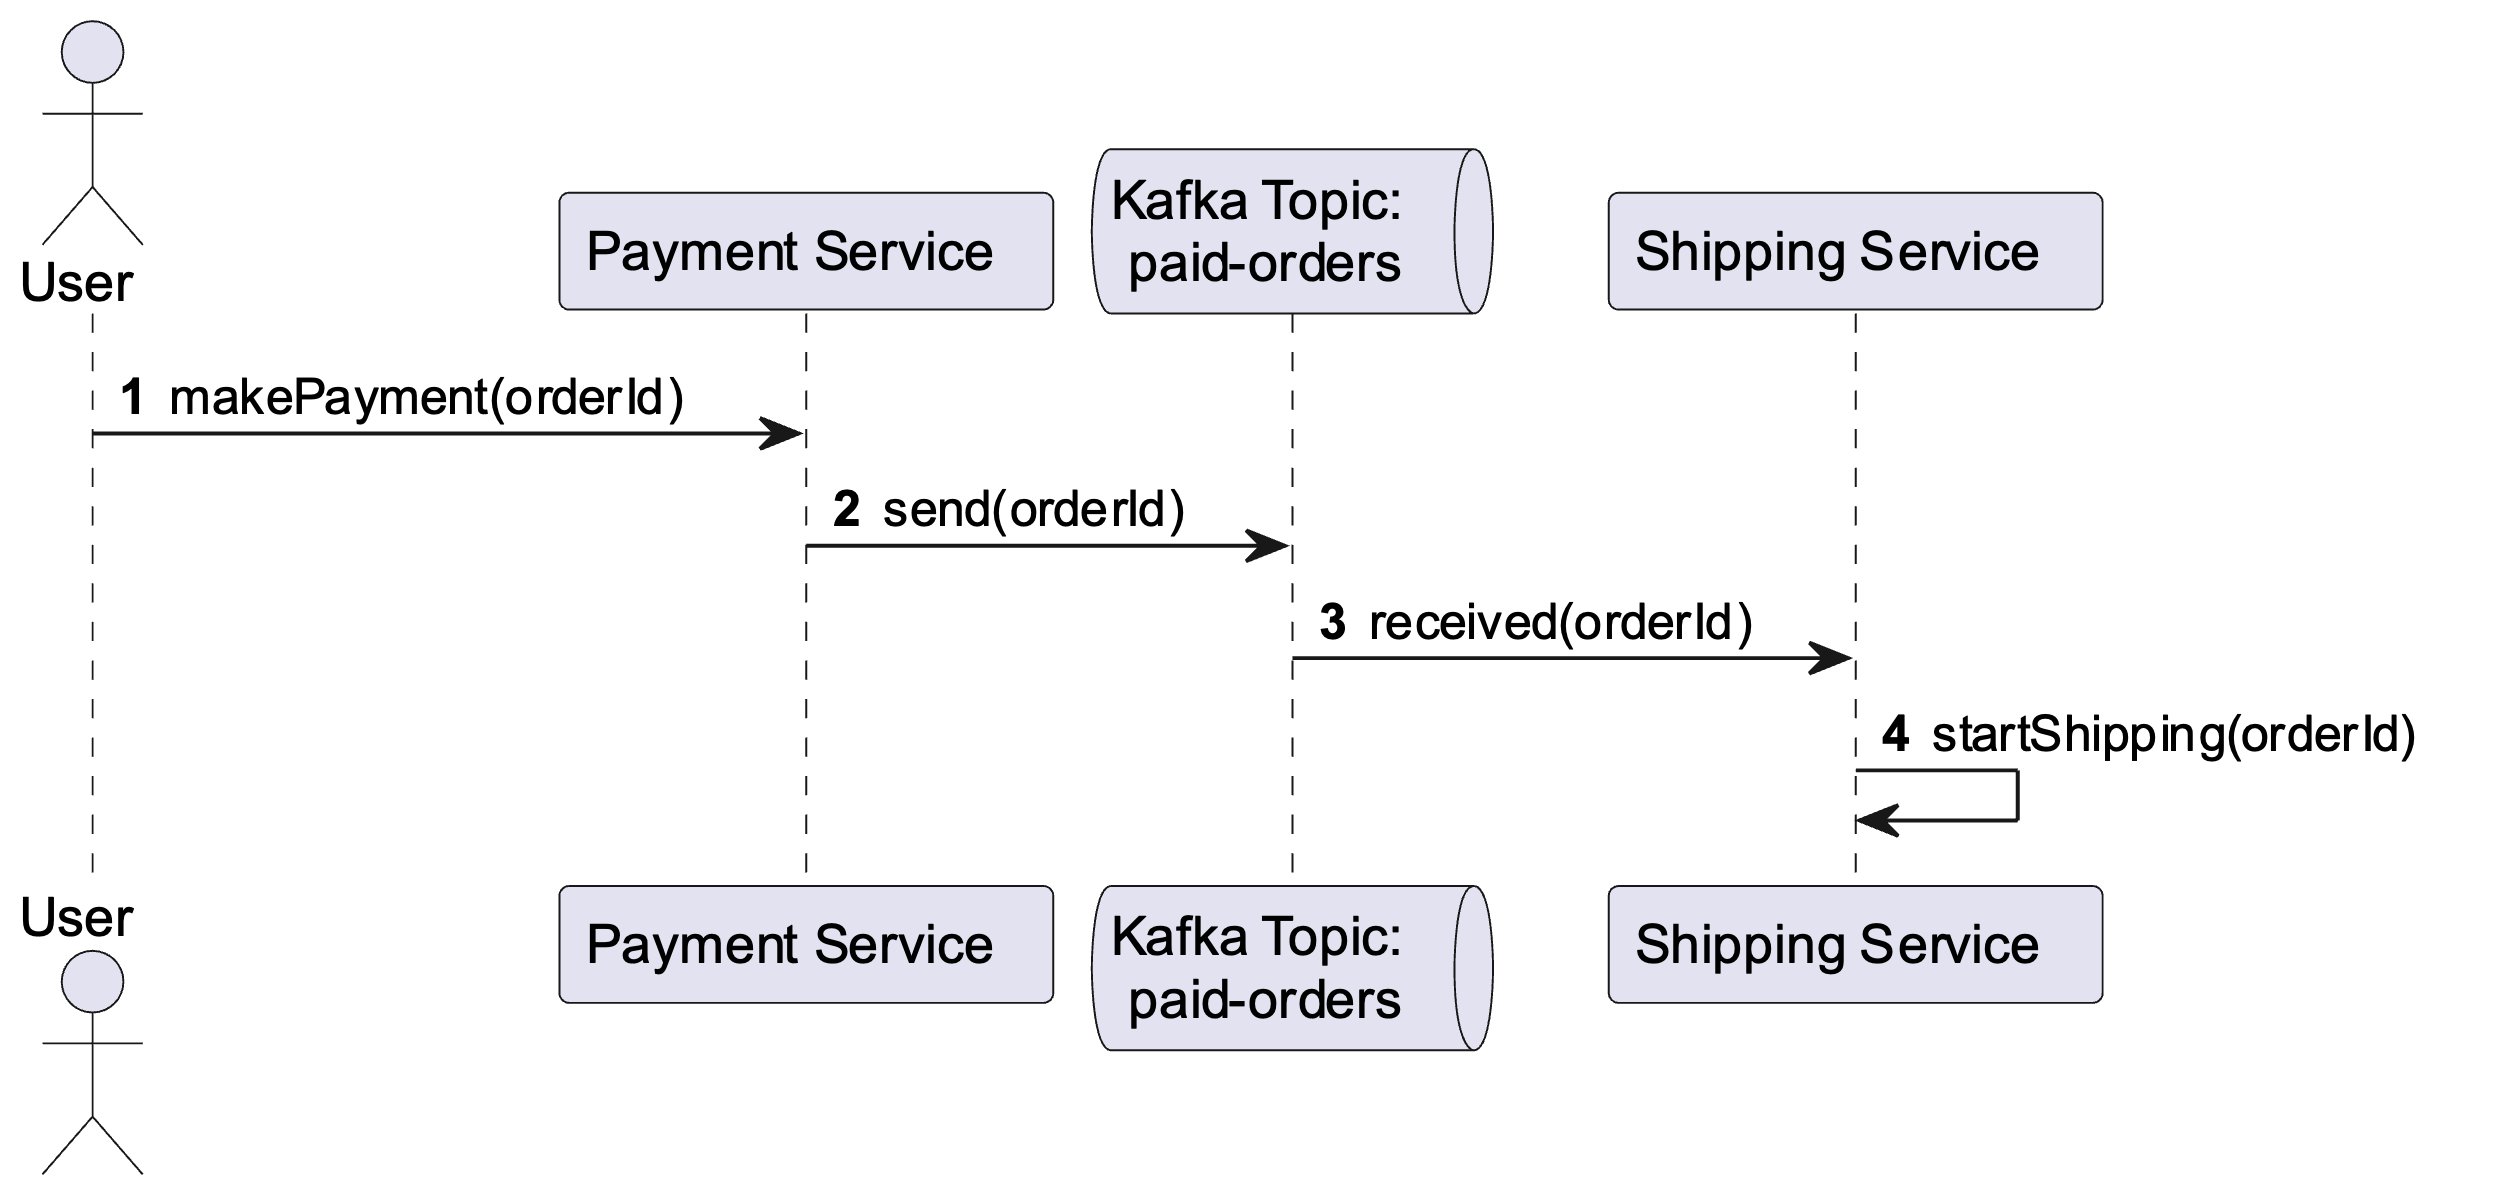 User
Payment Service
Kafka Topic:
paid-orders
Shipping Service
1 makePayment(orderId)
2 send(orderId)
3 received(orderId)
4 startShipping(orderId)
User
Payment Service
Kafka Topic:
paid-orders
Shipping Service